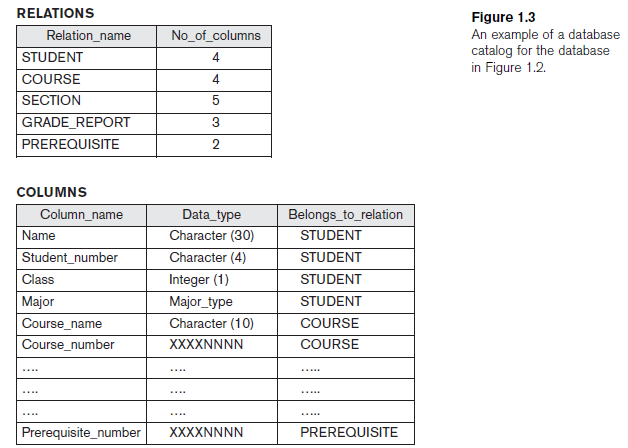 RELATIONS
Relation_name No_of_columns
STUDENT 4
COURSE 4
SECTION 5
GRADE_REPORT 3
PREREQUISITE 2
Figure 1.3
An example of a database
catalog for the database
in Figure 1.2.
COLUMNS
Column_name Data_type Belongs_to_relation
Name Character (30) STUDENT
Student_number Character (4) STUDENT
Class Integer (1) STUDENT
Major Major_type STUDENT
Course_name Character (10) COURSE
Course_number XXXXNNNN COURSE
.... .... .....
.... .... .....
.... .... .....
Prerequisite_number XXXXNNNN PREREQUISITE